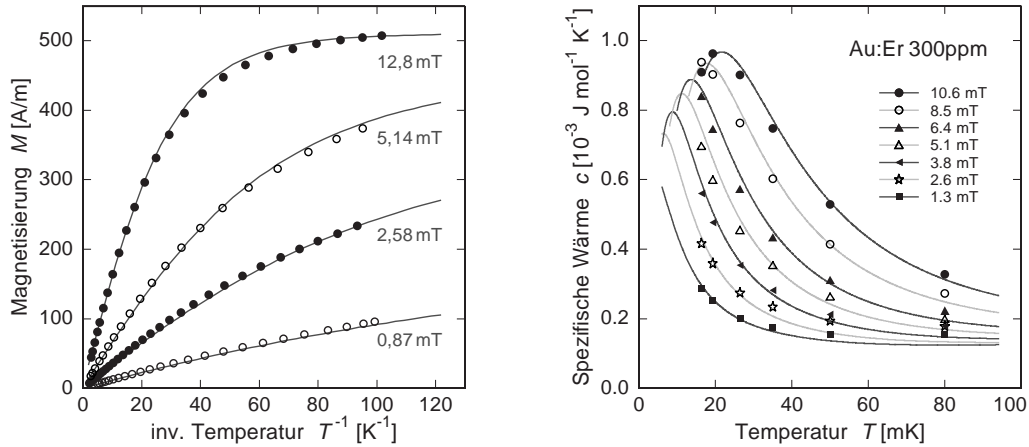 500
400
300
200
100
0
Magnetisierung M [A/m]
12,8 mT
5,14 mT
2,58 mT
0,87 mT
0 20 40 60 80 100 120
inv. Temperatur T⁻¹ [K⁻¹]
1.0
0.8
0.6
0.4
0.2
0.0
Spezifische Wärme c [10⁻³ J mol⁻¹ K⁻¹]
Au:Er 300ppm
10.6 mT
8.5 mT
6.4 mT
5.1 mT
3.8 mT
2.6 mT
1.3 mT
0 20 40 60 80 100
Temperatur T [mK]